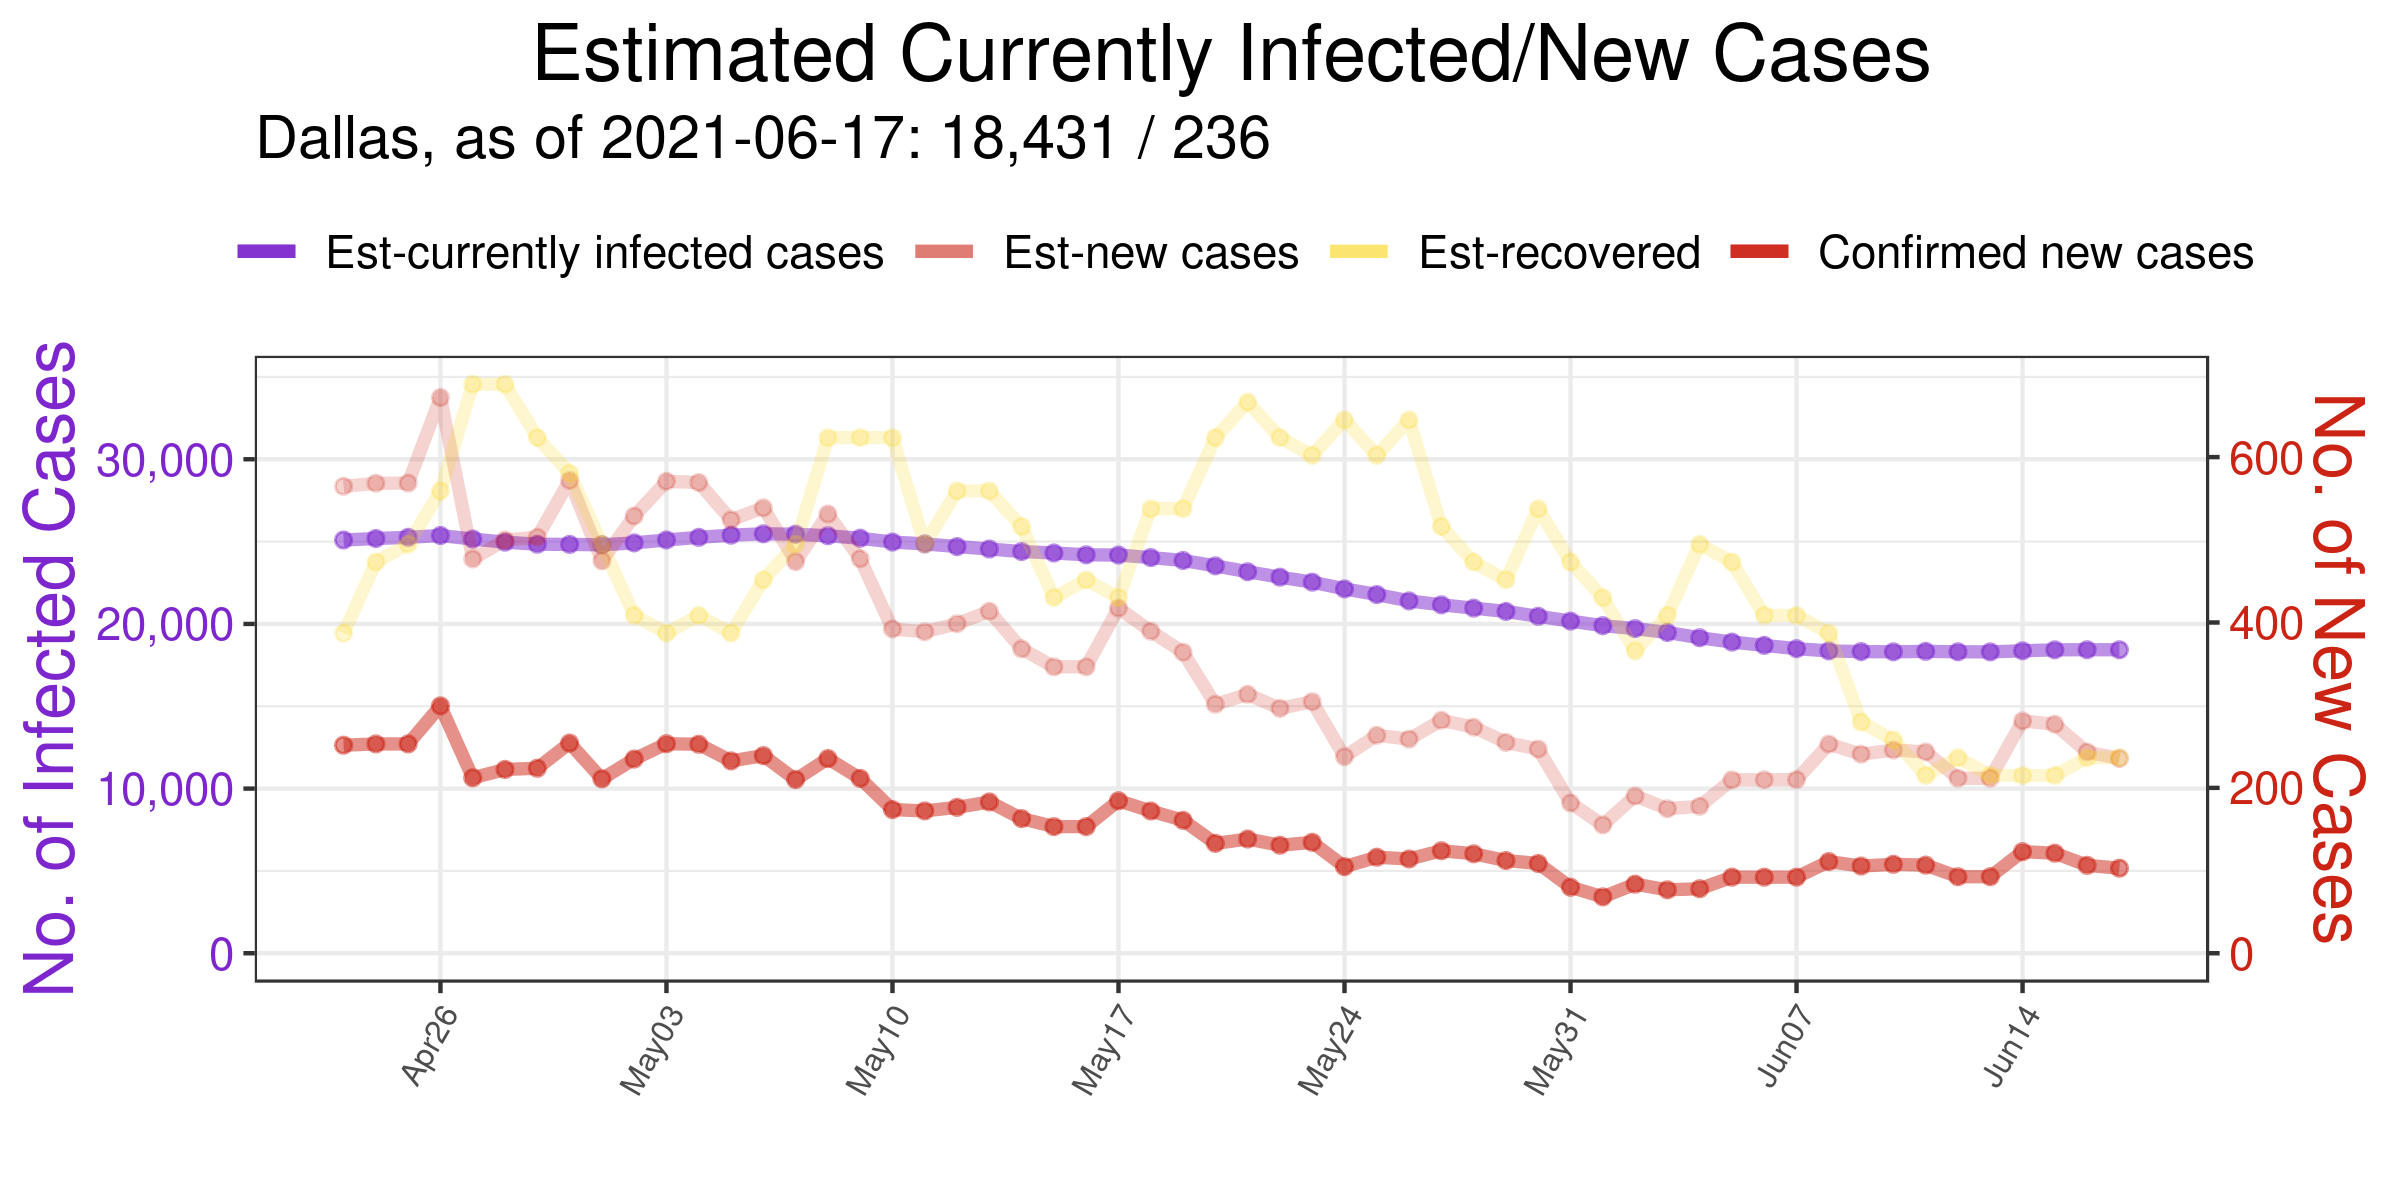 Estimated Currently Infected/New Cases
Dallas, as of 2021-06-17: 18,431 / 236
Est-currently infected cases Est-new cases Est-recovered Confirmed new cases
No. of Infected Cases
30,000
20,000
10,000
0
600
400
200
0
No. of New Cases
Apr26 May03 May10 May17 May24 May31 Jun07 Jun14